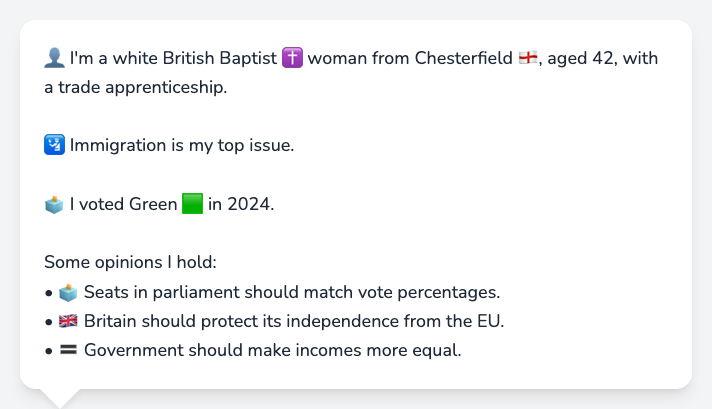 👤 I'm a white British Baptist ✝️ woman from Chesterfield 🏴󠁧󠁢󠁥󠁮󠁧󠁿, aged 42, with
a trade apprenticeship.
🛂 Immigration is my top issue.
🗳️ I voted Green 🟩 in 2024.
Some opinions I hold:
• 🗳️ Seats in parliament should match vote percentages.
• 🇬🇧 Britain should protect its independence from the EU.
• 🟰 Government should make incomes more equal.